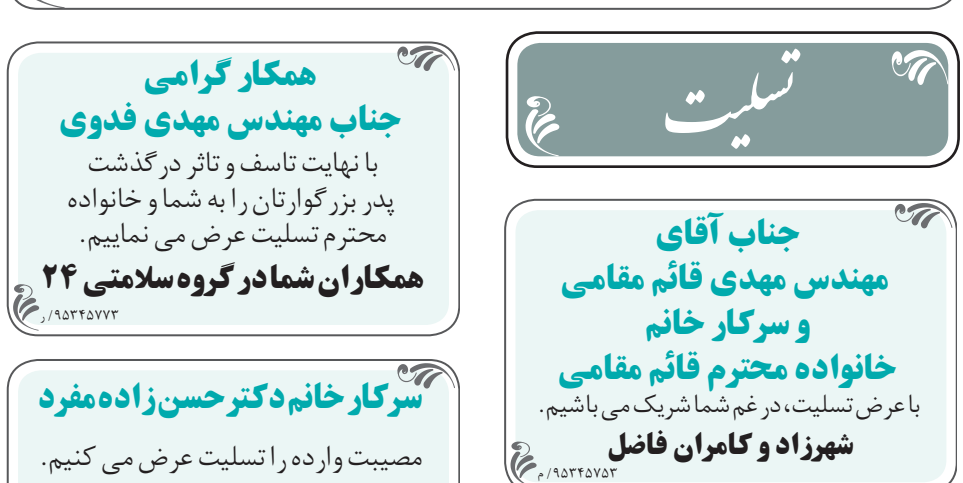 تسلیت
جناب آقای
مهندس مهدی قائم مقامی
و سرکار خانم
خانواده محترم قائم مقامی
با عرض تسلیت، در غم شما شریک می باشیم.
شهرزاد و کامران فاضل
۹۵۳۴۵۷۵۳/ م
همکار گرامی
جناب مهندس مهدی فدوی
با نهایت تاسف و تاثر درگذشت
پدر بزرگوارتان را به شما و خانواده
محترم تسلیت عرض می نماییم.
همکاران شما در گروه سلامتی ۲۴
۹۵۳۴۵۷۷۳/ ر
سرکار خانم دکتر حسن زاده مفرد
مصیبت وارده را تسلیت عرض می کنیم.